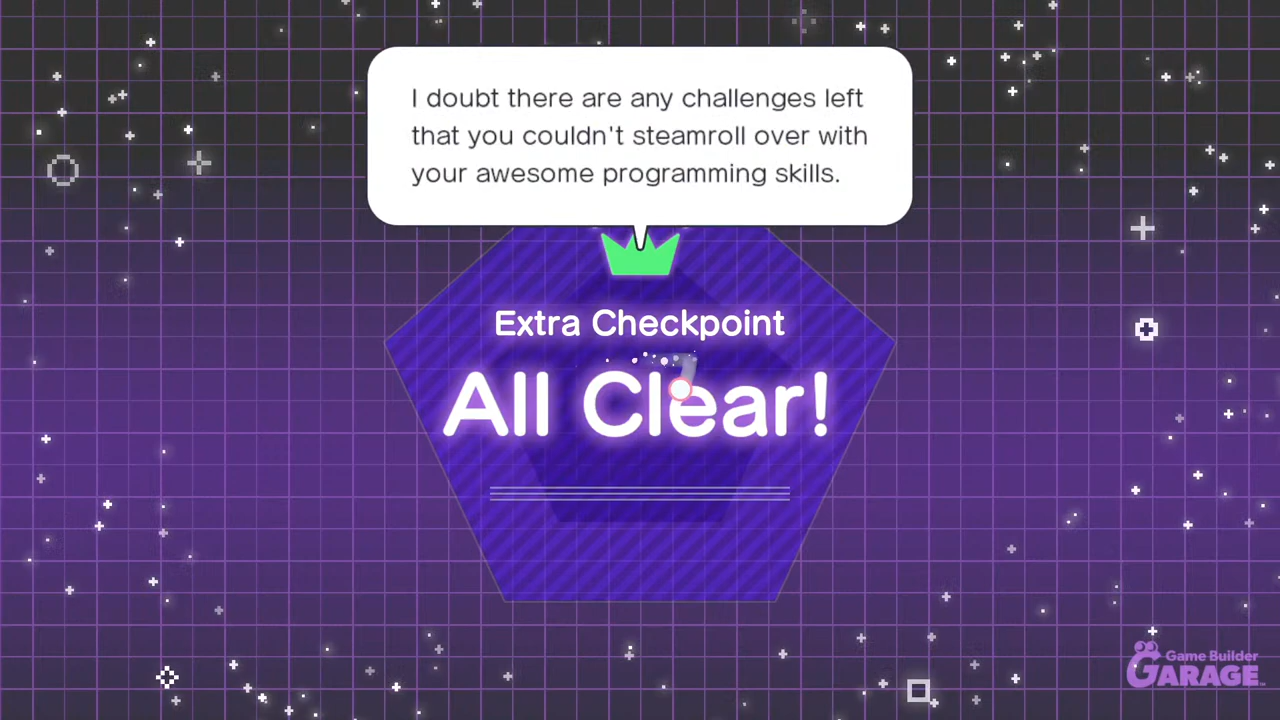 I doubt there are any challenges left
that you couldn't steamroll over with
your awesome programming skills.
Extra Checkpoint
All Clear!
Game Builder
GARAGE